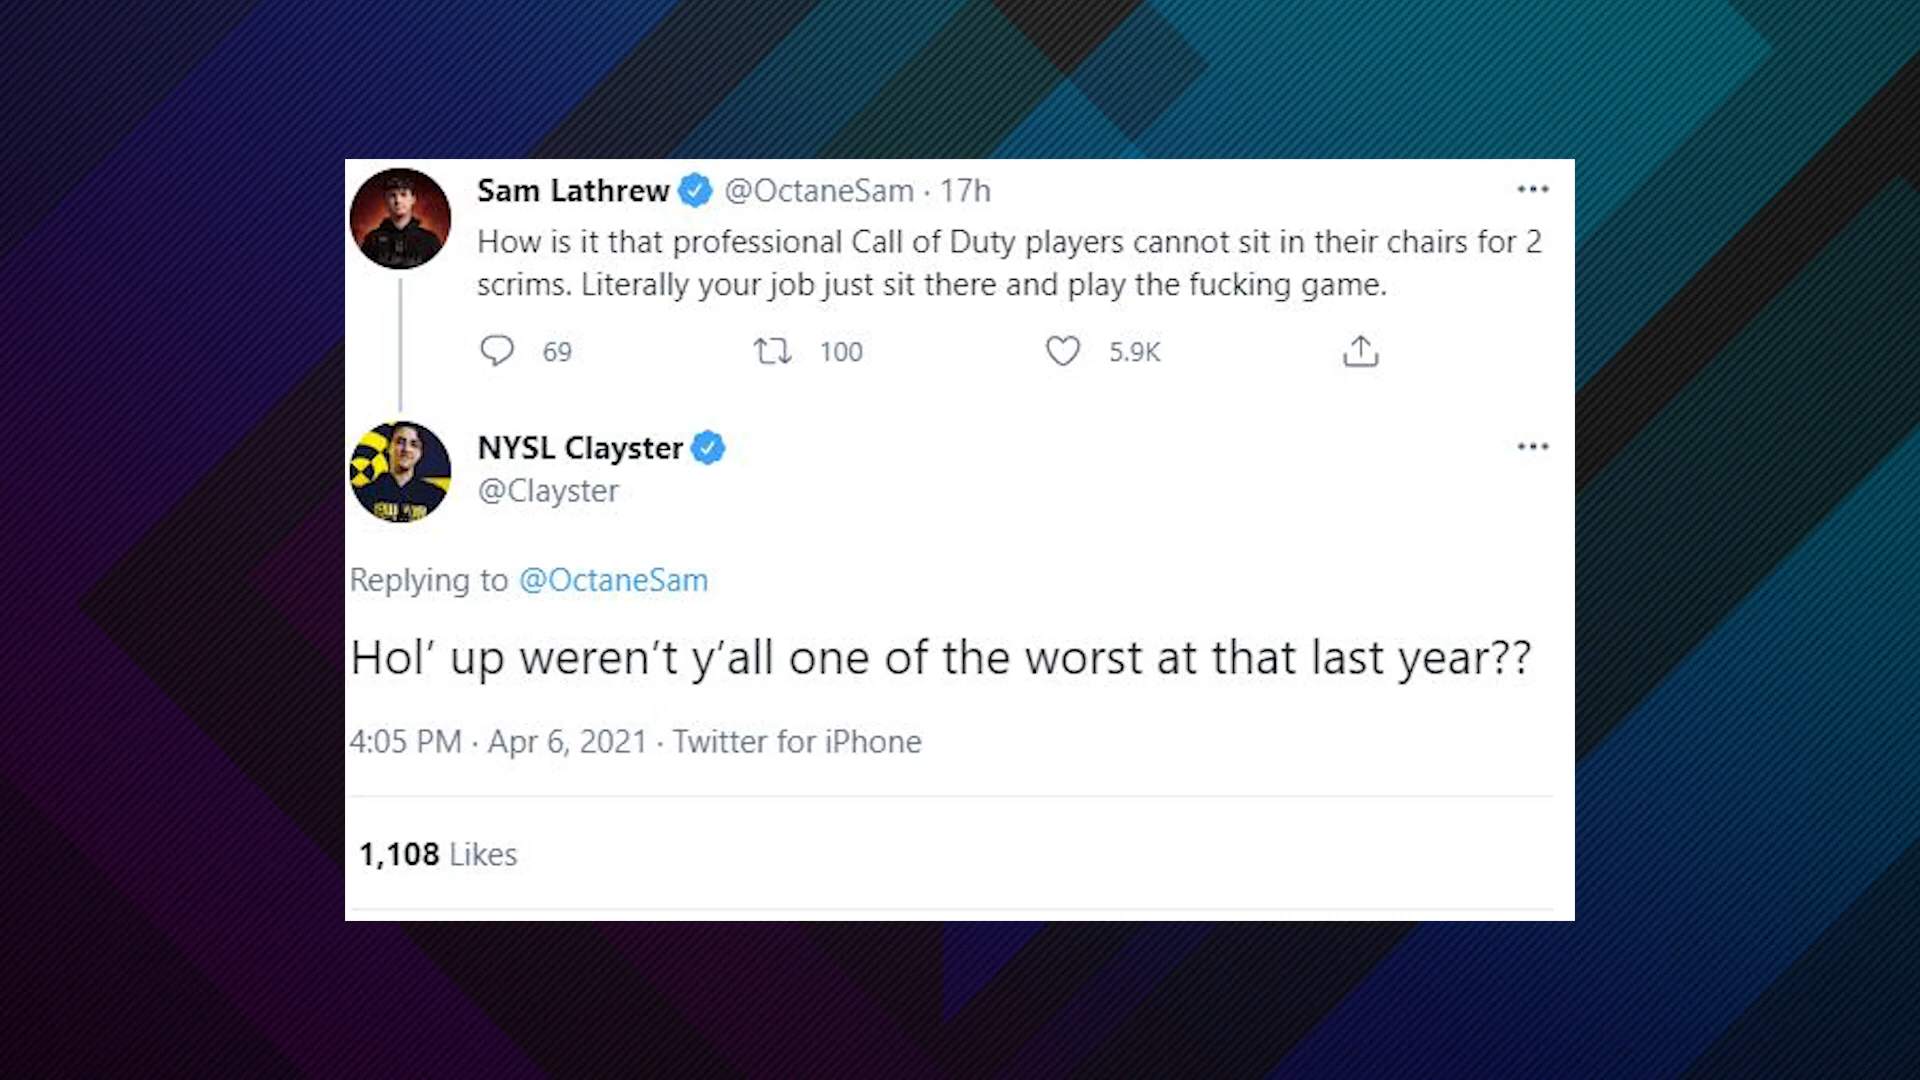 Sam Lathrew @OctaneSam · 17h
How is it that professional Call of Duty players cannot sit in their chairs for 2
scrims. Literally your job just sit there and play the fucking game.
69 100 5.9K
NYSL Clayster
@Clayster
Replying to @OctaneSam
Hol’ up weren’t y’all one of the worst at that last year??
4:05 PM · Apr 6, 2021 · Twitter for iPhone
1,108 Likes